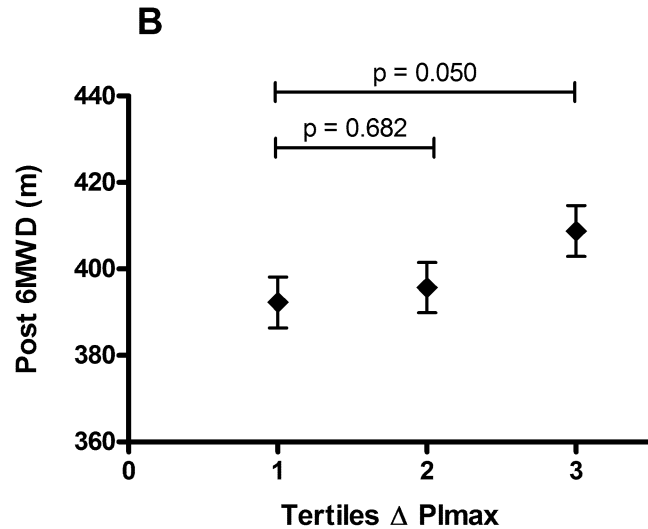 B
p = 0.050
p = 0.682
440
420
400
380
360
Post 6MWD (m)
0 1 2 3
Tertiles Δ PImax